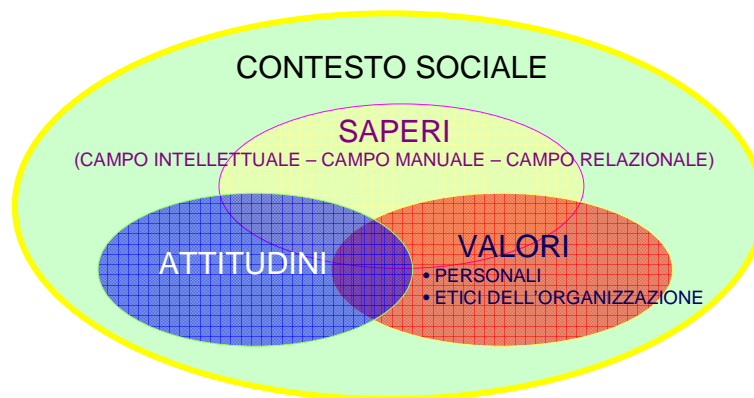 CONTESTO SOCIALE
SAPERI
(CAMPO INTELLETTUALE – CAMPO MANUALE – CAMPO RELAZIONALE)
ATTITUDINI
VALORI
• PERSONALI
• ETICI DELL'ORGANIZZAZIONE